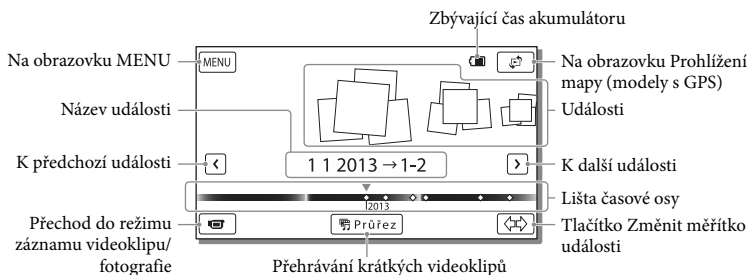 Zbývající čas akumulátoru
Na obrazovku MENU
MENU
Na obrazovku Prohlížení
mapy (modely s GPS)
Název události
Události
K předchozí události
1 1 2013 → 1-2
K další události
Lišta časové osy
2013
Přechod do režimu
záznamu videoklipu/
fotografie
Průřez
Tlačítko Změnit měřítko
události
Přehrávání krátkých videoklipů